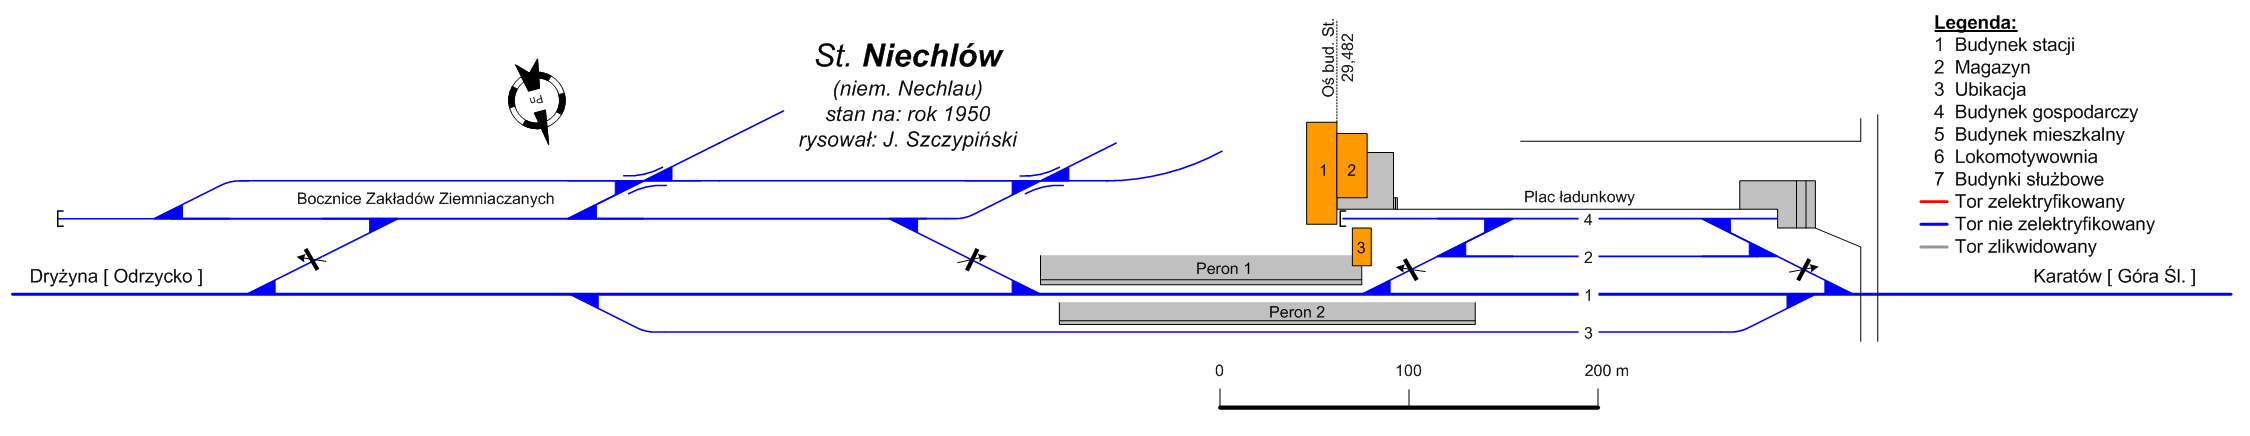 St. Niechlów
(niem. Nechlau)
stan na: rok 1950
rysował: J. Szczypiński
Pn
Oś bud. St.
29,482
Legenda:
1 Budynek stacji
2 Magazyn
3 Ubikacja
4 Budynek gospodarczy
5 Budynek mieszkalny
6 Lokomotywownia
7 Budynki służbowe
Tor zelektryfikowany
Tor nie zelektryfikowany
Tor zlikwidowany
Bocznice Zakładów Ziemniaczanych
1
2
3
Plac ładunkowy
4
2
1
3
Dryżyna [ Odrzycko ]
Peron 1
Peron 2
Karatów [ Góra Śl. ]
0 100 200 m